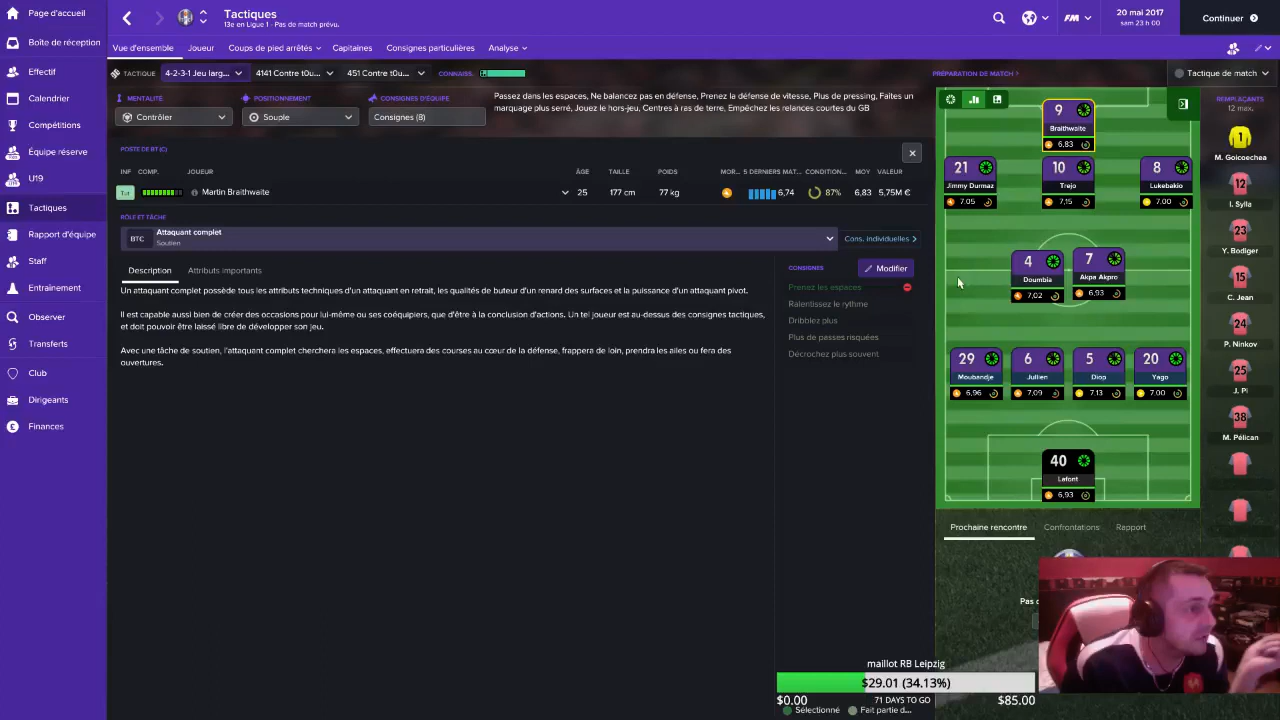 Page d'accueil
Boîte de réception
Effectif
Calendrier
Compétitions
Équipe réserve
U19
Tactiques
Rapport d'équipe
Staff
Entrainement
Observer
Transferts
Club
Dirigeants
Finances
Tactiques
13e en Ligue 1 - Pas de match prévu.
FM
20 mai 2017
sam 23 h 00
Continuer
Vue d'ensemble Joueur Coups de pied arrêtés Capitaines Consignes particulières Analyse
TACTIQUE 4-2-3-1 Jeu larg... 4141 Contre tOu... 451 Contre tOu... CONNAISS.
PRÉPARATION DE MATCH
Tactique de match
MENTALITÉ POSITIONNEMENT CONSIGNES D'ÉQUIPE
Contrôler Souple Consignes (8)
Passez dans les espaces, Ne balancez pas en défense, Prenez la défense de vitesse, Plus de pressing, Faites un
marquage plus serré, Jouez le hors-jeu, Centres à ras de terre, Empêchez les relances courtes du GB
POSTE DE BT (C)
INF COMP. JOUEUR ÂGE TAILLE POIDS MOR... 5 DERNIERS MAT... CONDITION... MOY VALEUR
Tut Martin Braithwaite 25 177 cm 77 kg 6,74 87% 6,83 5,75M €
RÔLE ET TÂCHE
BTC Attaquant complet
Soutien
Cons. individuelles
Description Attributs importants
Un attaquant complet possède tous les attributs techniques d'un attaquant en retrait, les qualités de buteur d'un renard des surfaces et la puissance d'un attaquant pivot.
Il est capable aussi bien de créer des occasions pour lui-même ou ses coéquipiers, que d'être à la conclusion d'actions. Un tel joueur est au-dessus des consignes tactiques,
et doit pouvoir être laissé libre de développer son jeu.
Avec une tâche de soutien, l'attaquant complet cherchera les espaces, effectuera des courses au cœur de la défense, frappera de loin, prendra les ailes ou fera des
ouvertures.
CONSIGNES Modifier
Prenez les espaces
Ralentissez le rythme
Dribblez plus
Plus de passes risquées
Décrochez plus souvent
9
Braithwaite
6,83
21 10 8
Jimmy Durmaz Trejo Lukebakio
7.05 7,15 7.00
4 7
Doumbia Akpa Akpro
7,02 6,93
29 6 5 20
Moubandje Jullien Diop Yago
6,96 7,09 7.13 7.00
40
Lafont
6,93
REMPLAÇANTS
12 max.
1
M. Goicoechea
12
I. Sylla
23
Y. Bodiger
15
C. Jean
24
P. Ninkov
25
J. Pi
38
M. Pélican
Prochaine rencontre Confrontations Rapport
Pas
maillot RB Leipzig
$29.01 (34.13%)
$0.00 71 DAYS TO GO $85.00
Sélectionné Fait partie d...